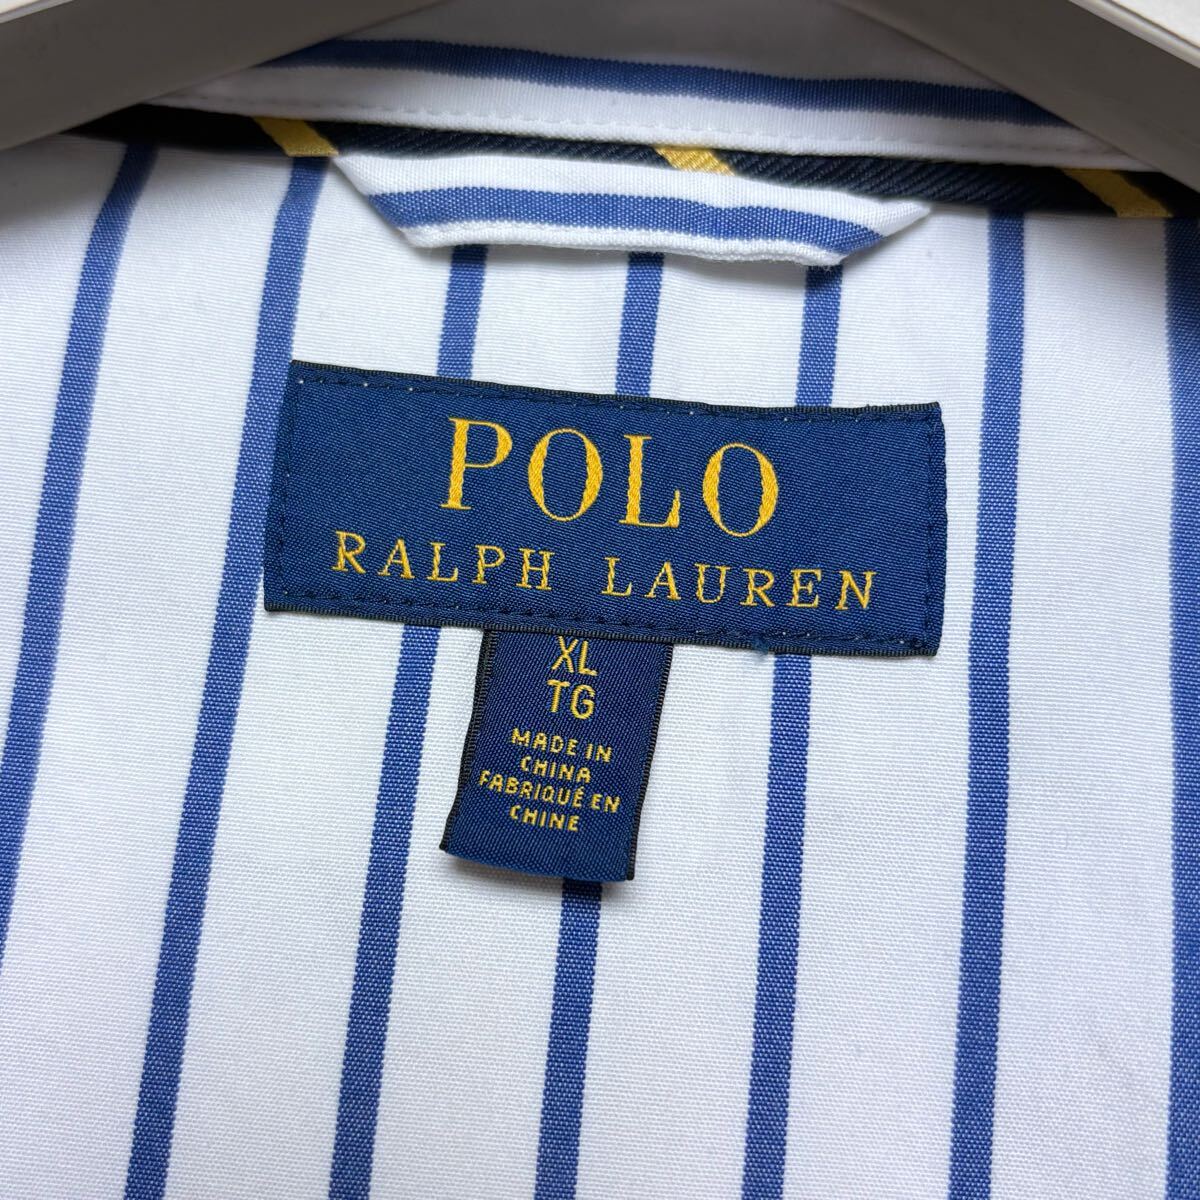 POLO
RALPH LAUREN
XL
TG
MADE IN
CHINA
FABRIQUÉ EN
CHINE